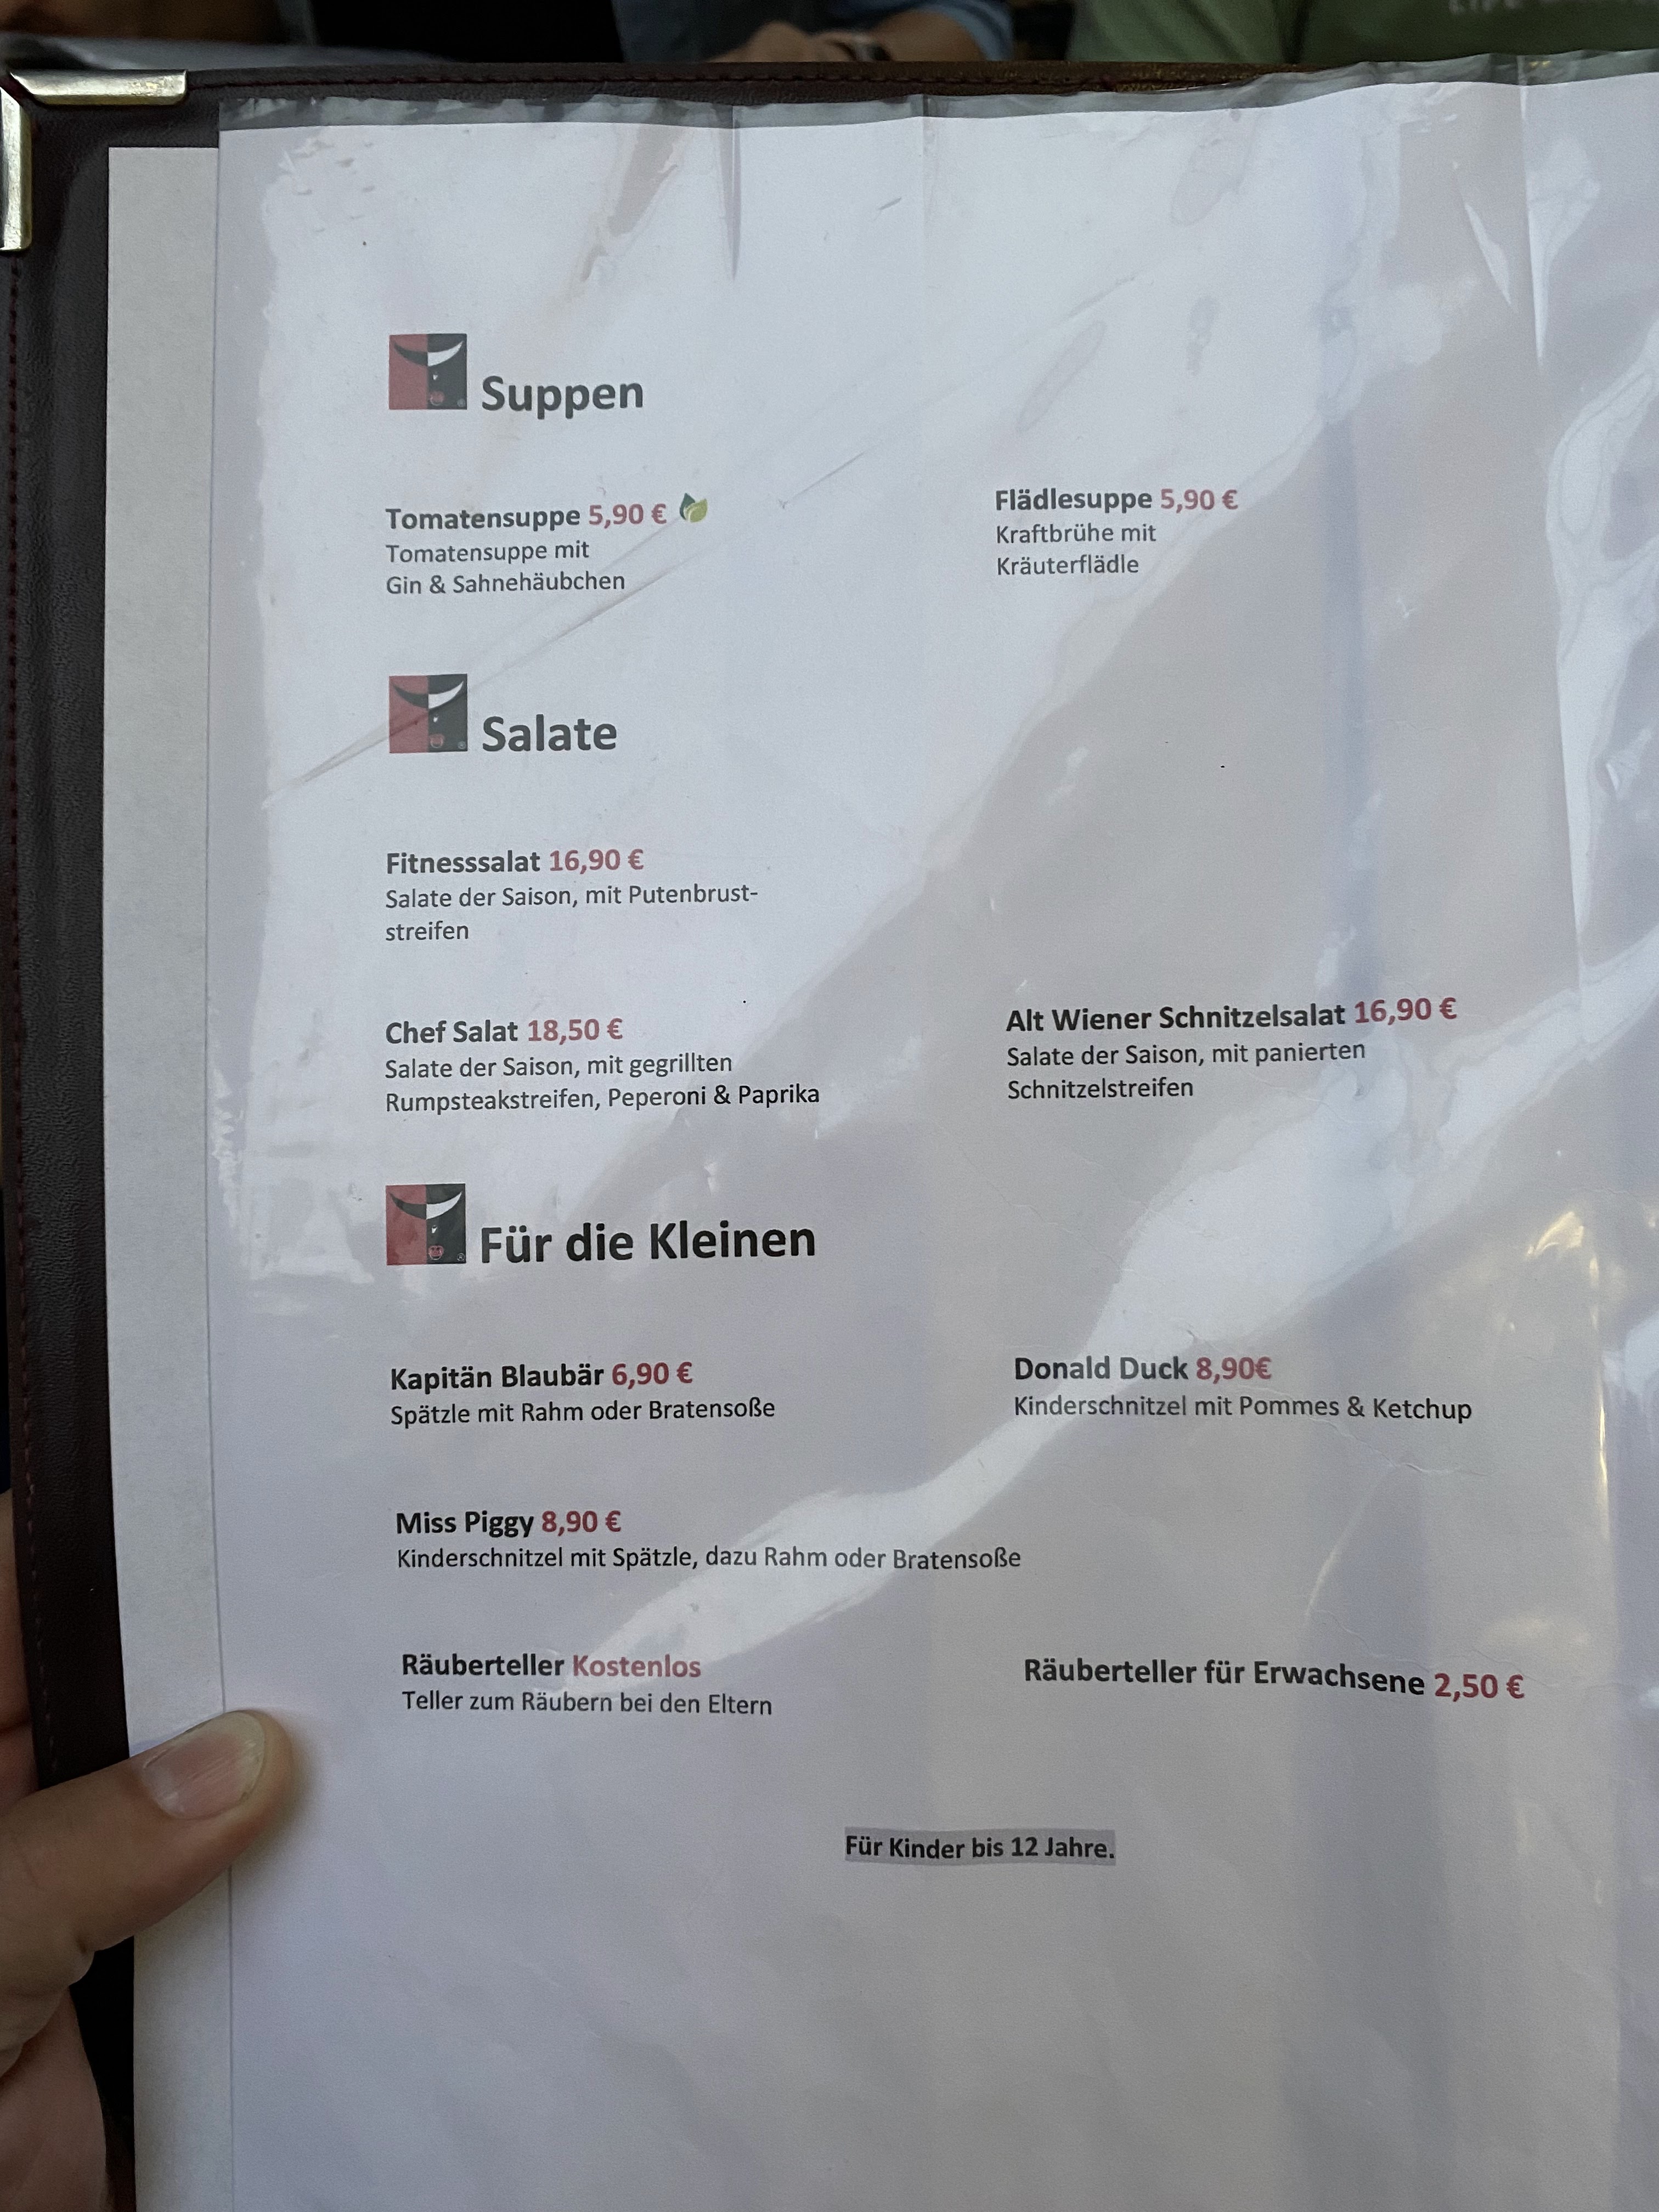 Suppen
Tomatensuppe 5,90 €
Tomatensuppe mit
Gin & Sahnehäubchen
Flädlesuppe 5,90 €
Kraftbrühe mit
Kräuterflädle
Salate
Fitnesssalat 16,90 €
Salate der Saison, mit Putenbrust-
streifen
Chef Salat 18,50 €
Salate der Saison, mit gegrillten
Rumpsteakstreifen, Peperoni & Paprika
Alt Wiener Schnitzelsalat 16,90 €
Salate der Saison, mit panierten
Schnitzelstreifen
Für die Kleinen
Kapitän Blaubär 6,90 €
Spätzle mit Rahm oder Bratensoße
Donald Duck 8,90€
Kinderschnitzel mit Pommes & Ketchup
Miss Piggy 8,90 €
Kinderschnitzel mit Spätzle, dazu Rahm oder Bratensoße
Räuberteller Kostenlos
Teller zum Räubern bei den Eltern
Räuberteller für Erwachsene 2,50 €
Für Kinder bis 12 Jahre.